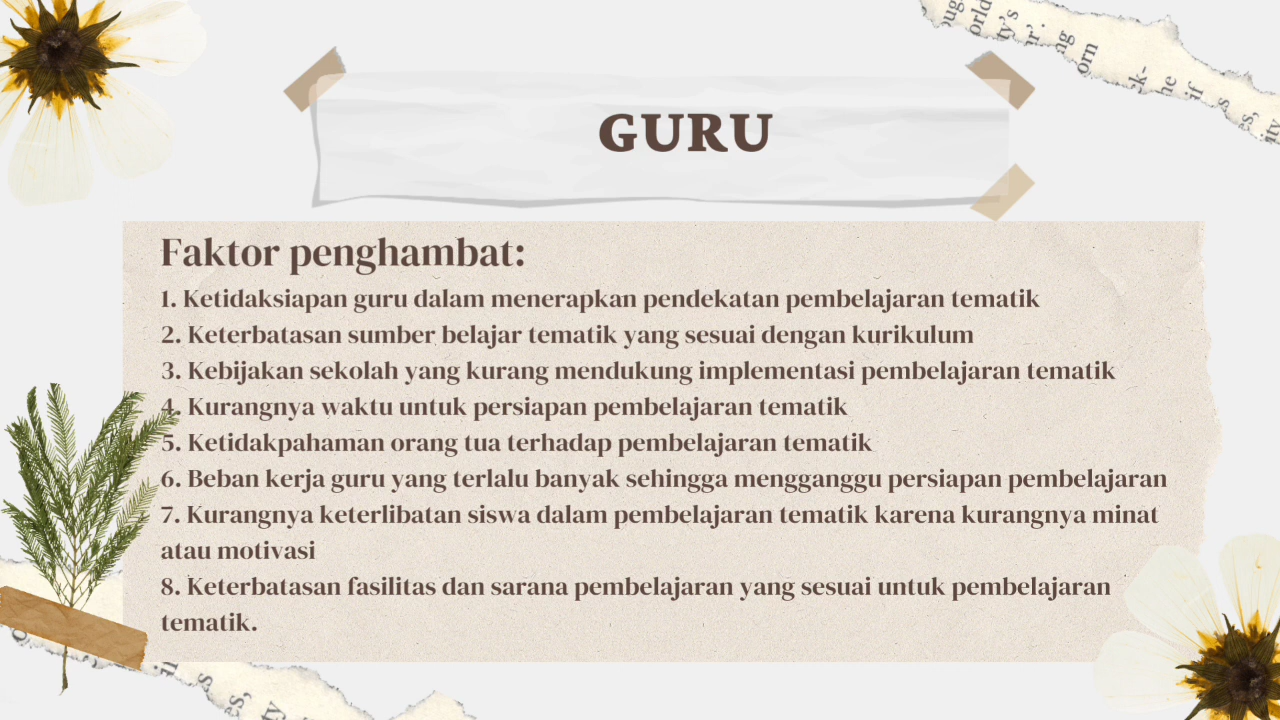 GURU
Faktor penghambat:
1. Ketidaksiapan guru dalam menerapkan pendekatan pembelajaran tematik
2. Keterbatasan sumber belajar tematik yang sesuai dengan kurikulum
3. Kebijakan sekolah yang kurang mendukung implementasi pembelajaran tematik
4. Kurangnya waktu untuk persiapan pembelajaran tematik
5. Ketidakpahaman orang tua terhadap pembelajaran tematik
6. Beban kerja guru yang terlalu banyak sehingga mengganggu persiapan pembelajaran
7. Kurangnya keterlibatan siswa dalam pembelajaran tematik karena kurangnya minat
atau motivasi
8. Keterbatasan fasilitas dan sarana pembelajaran yang sesuai untuk pembelajaran
tematik.